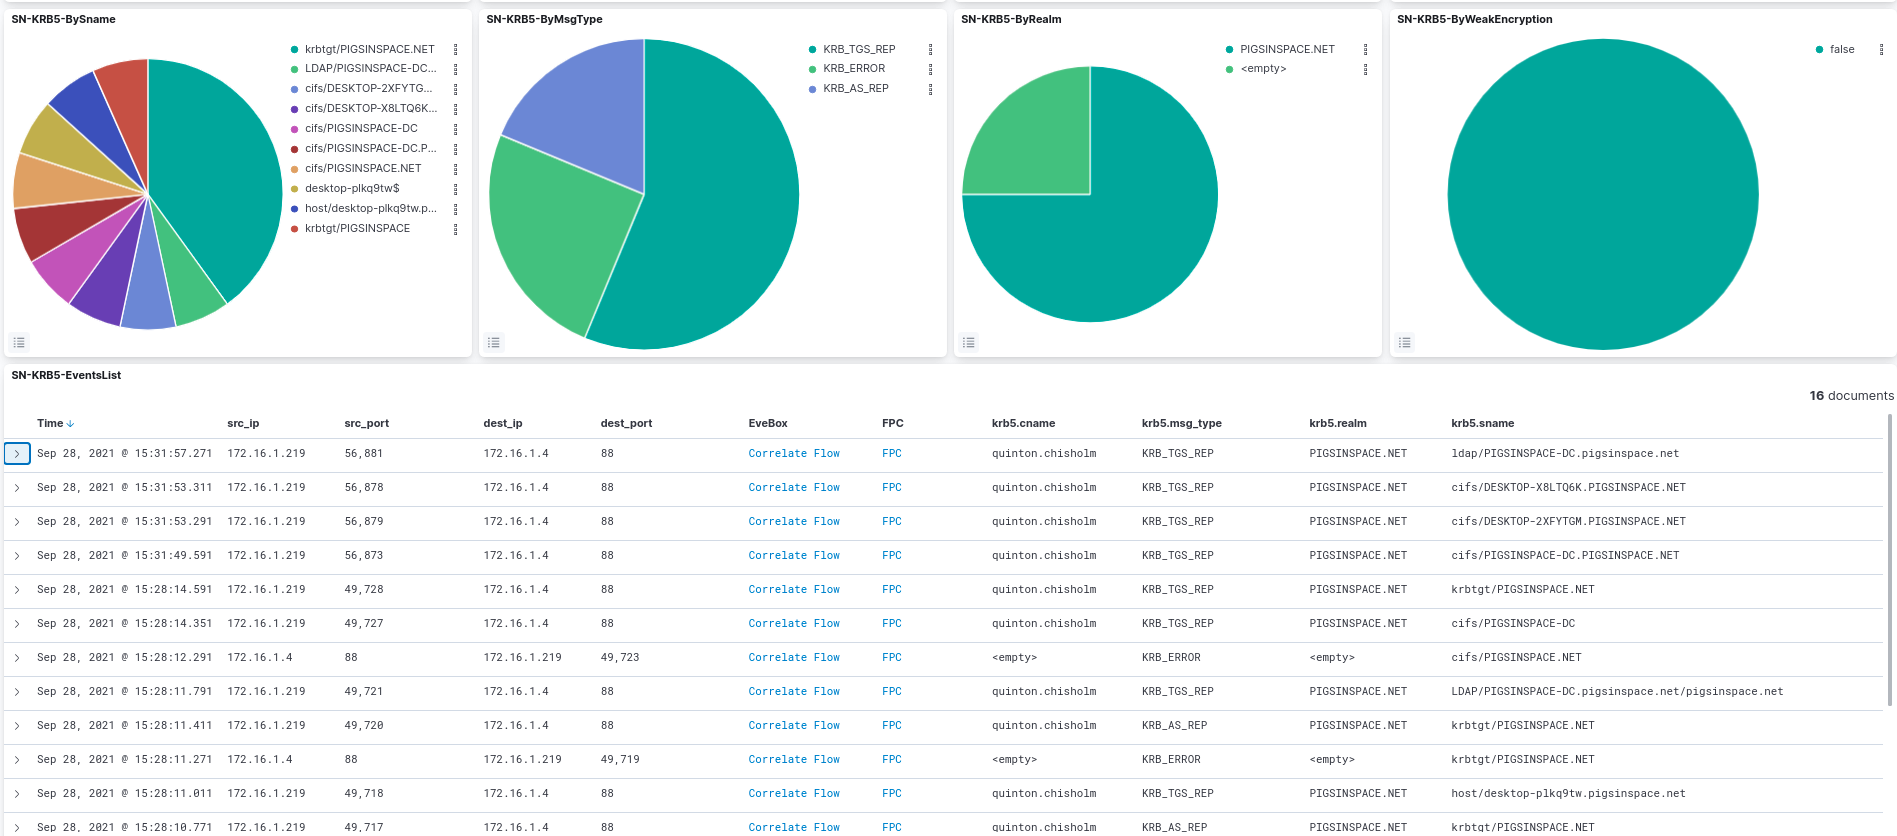 SN-KRB5-BySname
krbtgt/PIGSINSPACE.NET
LDAP/PIGSINSPACE-DC...
cifs/DESKTOP-2XFYTG...
cifs/DESKTOP-X8LTQ6K...
cifs/PIGSINSPACE-DC
cifs/PIGSINSPACE-DC.P...
cifs/PIGSINSPACE.NET
desktop-plkq9tw$
host/desktop-plkq9tw.p...
krbtgt/PIGSINSPACE
SN-KRB5-ByMsgType
KRB_TGS_REP
KRB_ERROR
KRB_AS_REP
SN-KRB5-ByRealm
PIGSINSPACE.NET
<empty>
SN-KRB5-ByWeakEncryption
false
SN-KRB5-EventsList
16 documents
Time src_ip src_port dest_ip dest_port EveBox FPC krb5.cname krb5.msg_type krb5.realm krb5.sname
Sep 28, 2021 @ 15:31:57.271 172.16.1.219 56,881 172.16.1.4 88 Correlate Flow FPC quinton.chisholm KRB_TGS_REP PIGSINSPACE.NET ldap/PIGSINSPACE-DC.pigsinspace.net
Sep 28, 2021 @ 15:31:53.311 172.16.1.219 56,878 172.16.1.4 88 Correlate Flow FPC quinton.chisholm KRB_TGS_REP PIGSINSPACE.NET cifs/DESKTOP-X8LTQ6K.PIGSINSPACE.NET
Sep 28, 2021 @ 15:31:53.291 172.16.1.219 56,879 172.16.1.4 88 Correlate Flow FPC quinton.chisholm KRB_TGS_REP PIGSINSPACE.NET cifs/DESKTOP-2XFYTGM.PIGSINSPACE.NET
Sep 28, 2021 @ 15:31:49.591 172.16.1.219 56,873 172.16.1.4 88 Correlate Flow FPC quinton.chisholm KRB_TGS_REP PIGSINSPACE.NET cifs/PIGSINSPACE-DC.PIGSINSPACE.NET
Sep 28, 2021 @ 15:28:14.591 172.16.1.219 49,728 172.16.1.4 88 Correlate Flow FPC quinton.chisholm KRB_TGS_REP PIGSINSPACE.NET krbtgt/PIGSINSPACE.NET
Sep 28, 2021 @ 15:28:14.351 172.16.1.219 49,727 172.16.1.4 88 Correlate Flow FPC quinton.chisholm KRB_TGS_REP PIGSINSPACE.NET cifs/PIGSINSPACE-DC
Sep 28, 2021 @ 15:28:12.291 172.16.1.4 88 172.16.1.219 49,723 Correlate Flow FPC <empty> KRB_ERROR <empty> cifs/PIGSINSPACE.NET
Sep 28, 2021 @ 15:28:11.791 172.16.1.219 49,721 172.16.1.4 88 Correlate Flow FPC quinton.chisholm KRB_TGS_REP PIGSINSPACE.NET LDAP/PIGSINSPACE-DC.pigsinspace.net/pigsinspace.net
Sep 28, 2021 @ 15:28:11.411 172.16.1.219 49,720 172.16.1.4 88 Correlate Flow FPC quinton.chisholm KRB_AS_REP PIGSINSPACE.NET krbtgt/PIGSINSPACE.NET
Sep 28, 2021 @ 15:28:11.271 172.16.1.4 88 172.16.1.219 49,719 Correlate Flow FPC <empty> KRB_ERROR <empty> krbtgt/PIGSINSPACE.NET
Sep 28, 2021 @ 15:28:11.011 172.16.1.219 49,718 172.16.1.4 88 Correlate Flow FPC quinton.chisholm KRB_TGS_REP PIGSINSPACE.NET host/desktop-plkq9tw.pigsinspace.net
Sep 28, 2021 @ 15:28:10.771 172.16.1.219 49,717 172.16.1.4 88 Correlate Flow FPC quinton.chisholm KRB_AS_REP PIGSINSPACE.NET krbtgt/PIGSINSPACE.NET